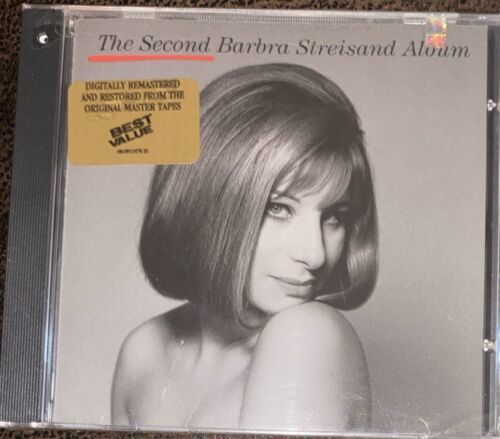 The Second Barbra Streisand Album
DIGITALLY REMASTERED
AND RESTORED FROM THE
ORIGINAL MASTER TAPES
BEST
VALUE